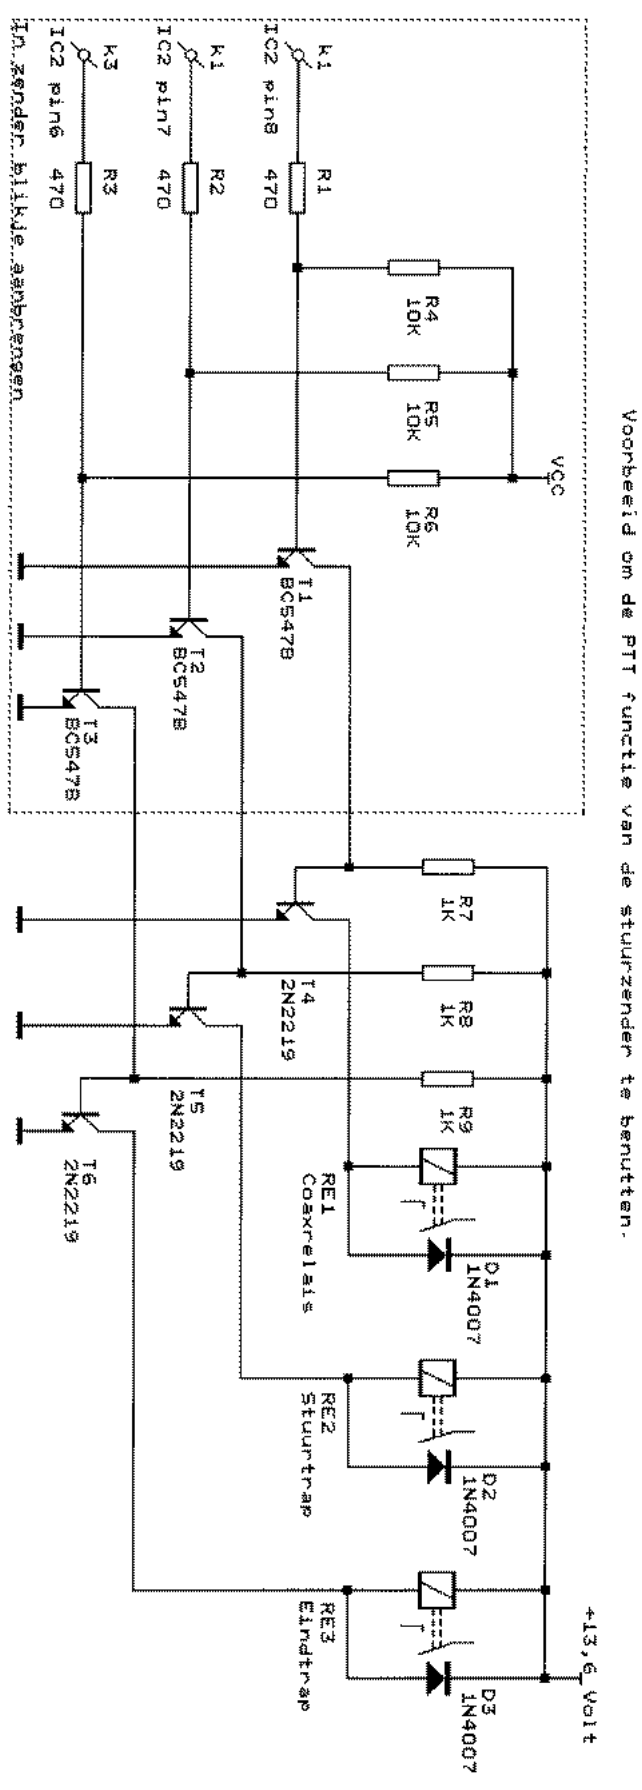 Voorbeeld om de PTT functie van de stuurzender te benutten.
+13,6 Volt
VCC
R4
10K
R5
10K
R6
10K
R7
1K
R8
1K
R9
1K
D1
1N4007
D2
1N4007
D3
1N4007
RE1
Coaxrelais
RE2
Stuurtrap
RE3
Eindtrap
k1
IC2 pin8
R1
470
T1
BC547B
T4
2N2219
k1
IC2 pin7
R2
470
T2
BC547B
T5
2N2219
k3
IC2 pin6
R3
470
T3
BC547B
T6
2N2219
In zender blikje aanbrengen